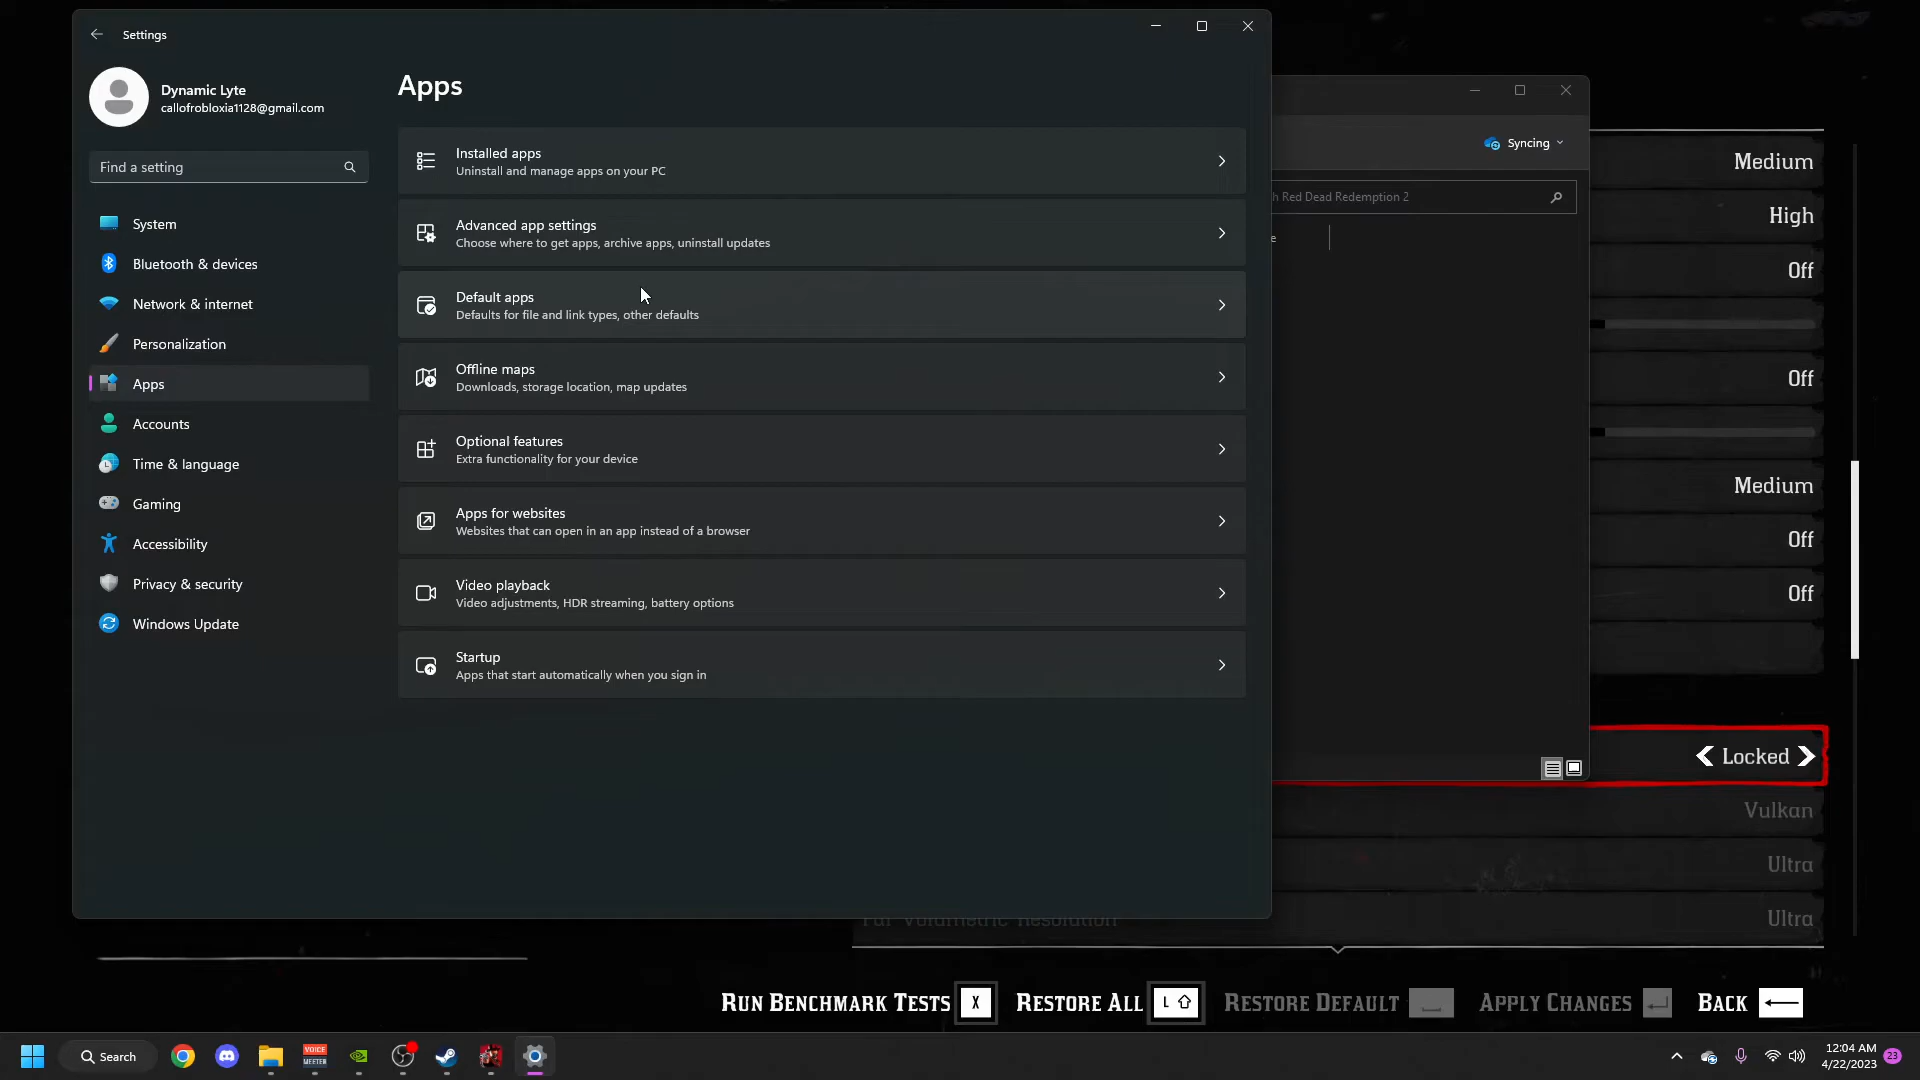 Settings
Dynamic Lyte
callofrobloxia1128@gmail.com
Find a setting
System
Bluetooth & devices
Network & internet
Personalization
Apps
Accounts
Time & language
Gaming
Accessibility
Privacy & security
Windows Update
Apps
Installed apps
Uninstall and manage apps on your PC
Advanced app settings
Choose where to get apps, archive apps, uninstall updates
Default apps
Defaults for file and link types, other defaults
Offline maps
Downloads, storage location, map updates
Optional features
Extra functionality for your device
Apps for websites
Websites that can open in an app instead of a browser
Video playback
Video adjustments, HDR streaming, battery options
Startup
Apps that start automatically when you sign in
Syncing
h Red Dead Redemption 2
e
Medium
High
Off
Off
Medium
Off
Off
Locked
Vulkan
Ultra
Far Volumetric Resolution Ultra
RUN BENCHMARK TESTS X RESTORE ALL L RESTORE DEFAULT APPLY CHANGES BACK
Search
VOICE
MEETER
12:04 AM
4/22/2023
23